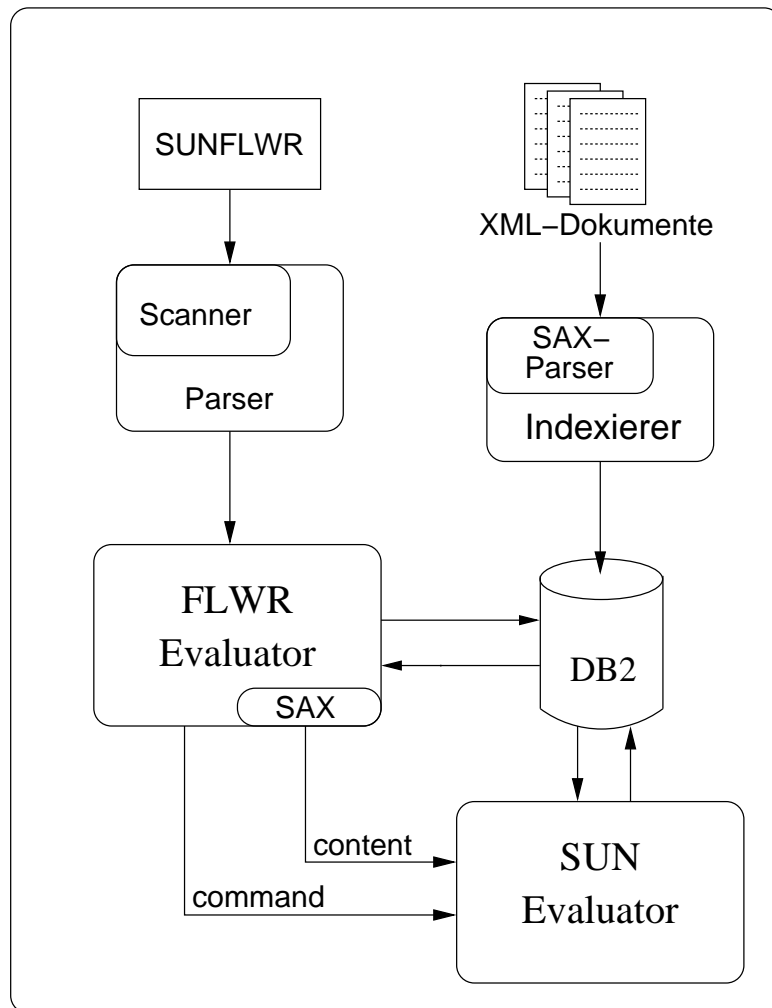 SUNFLWR
XML–Dokumente
Scanner
Parser
SAX–
Parser
Indexierer
FLWR
Evaluator
SAX
DB2
content
command
SUN
Evaluator